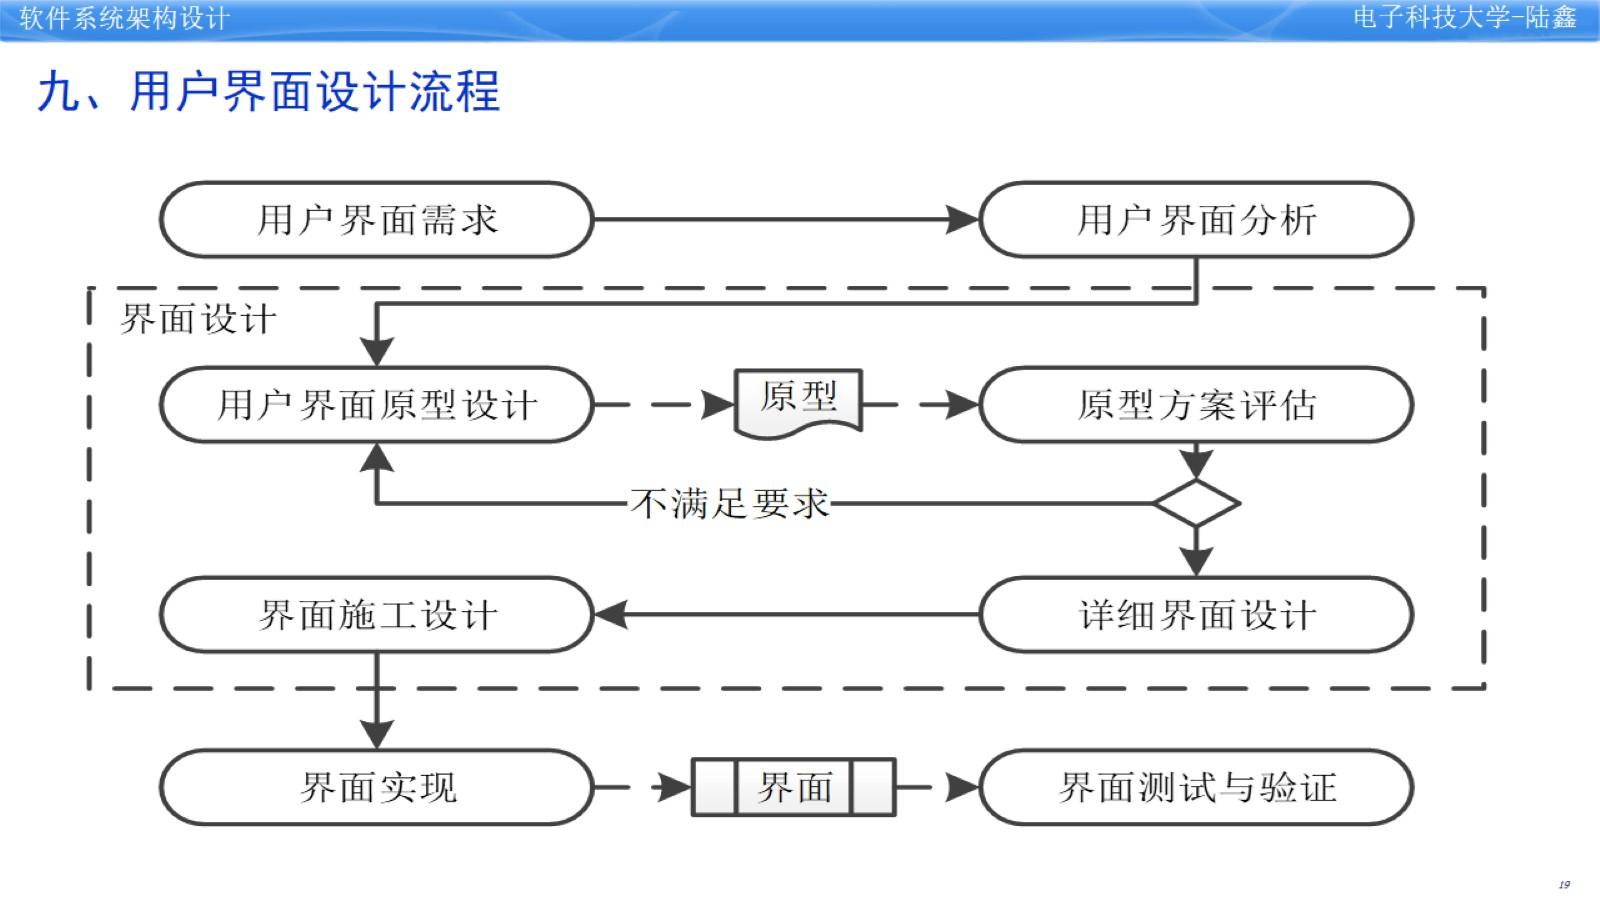 软件系统架构设计
电子科技大学-陆鑫
九、用户界面设计流程
用户界面需求
用户界面分析
界面设计
用户界面原型设计
原型
原型方案评估
不满足要求
界面施工设计
详细界面设计
界面实现
界面
界面测试与验证
19